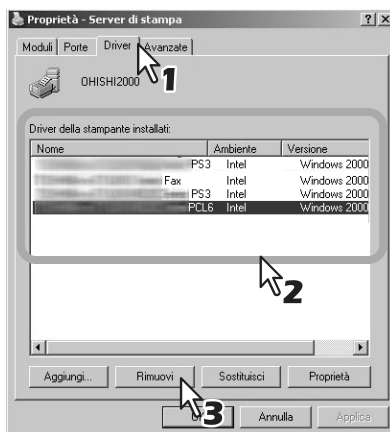 Proprietà - Server di stampa
Moduli Porte Driver Avanzate
1
OHISHI2000
Driver della stampante installati:
Nome Ambiente Versione
PS3 Intel Windows 2000
Fax Intel Windows 2000
PS3 Intel Windows 2000
PCL6 Intel Windows 2000
2
Aggiungi... Rimuovi Sostituisci Proprietà
3
Annulla Applica